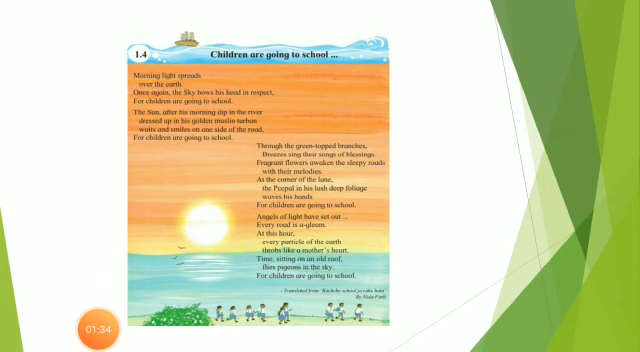 1.4
Children are going to school ...
Morning light spreads
over the earth.
Once again, the Sky bows his head in respect,
For children are going to school.
The Sun, after his morning dip in the river
dressed up in his golden muslin turban
waits and smiles on one side of the road,
For children are going to school.
Through the green-topped branches,
Breezes sing their songs of blessings.
Fragrant flowers awaken the sleepy roads
with their melodies.
At the corner of the lane,
the Peepal in his lush deep foliage
waves his hands
For children are going to school.
Angels of light have set out ...
Every road is a-gleam.
At this hour,
every particle of the earth
throbs like a mother's heart.
Time, sitting on an old roof,
flies pigeons in the sky.
For children are going to school.
- Translated from 'Bachche school ja rahe hain'
By Nida Fazli
01:34